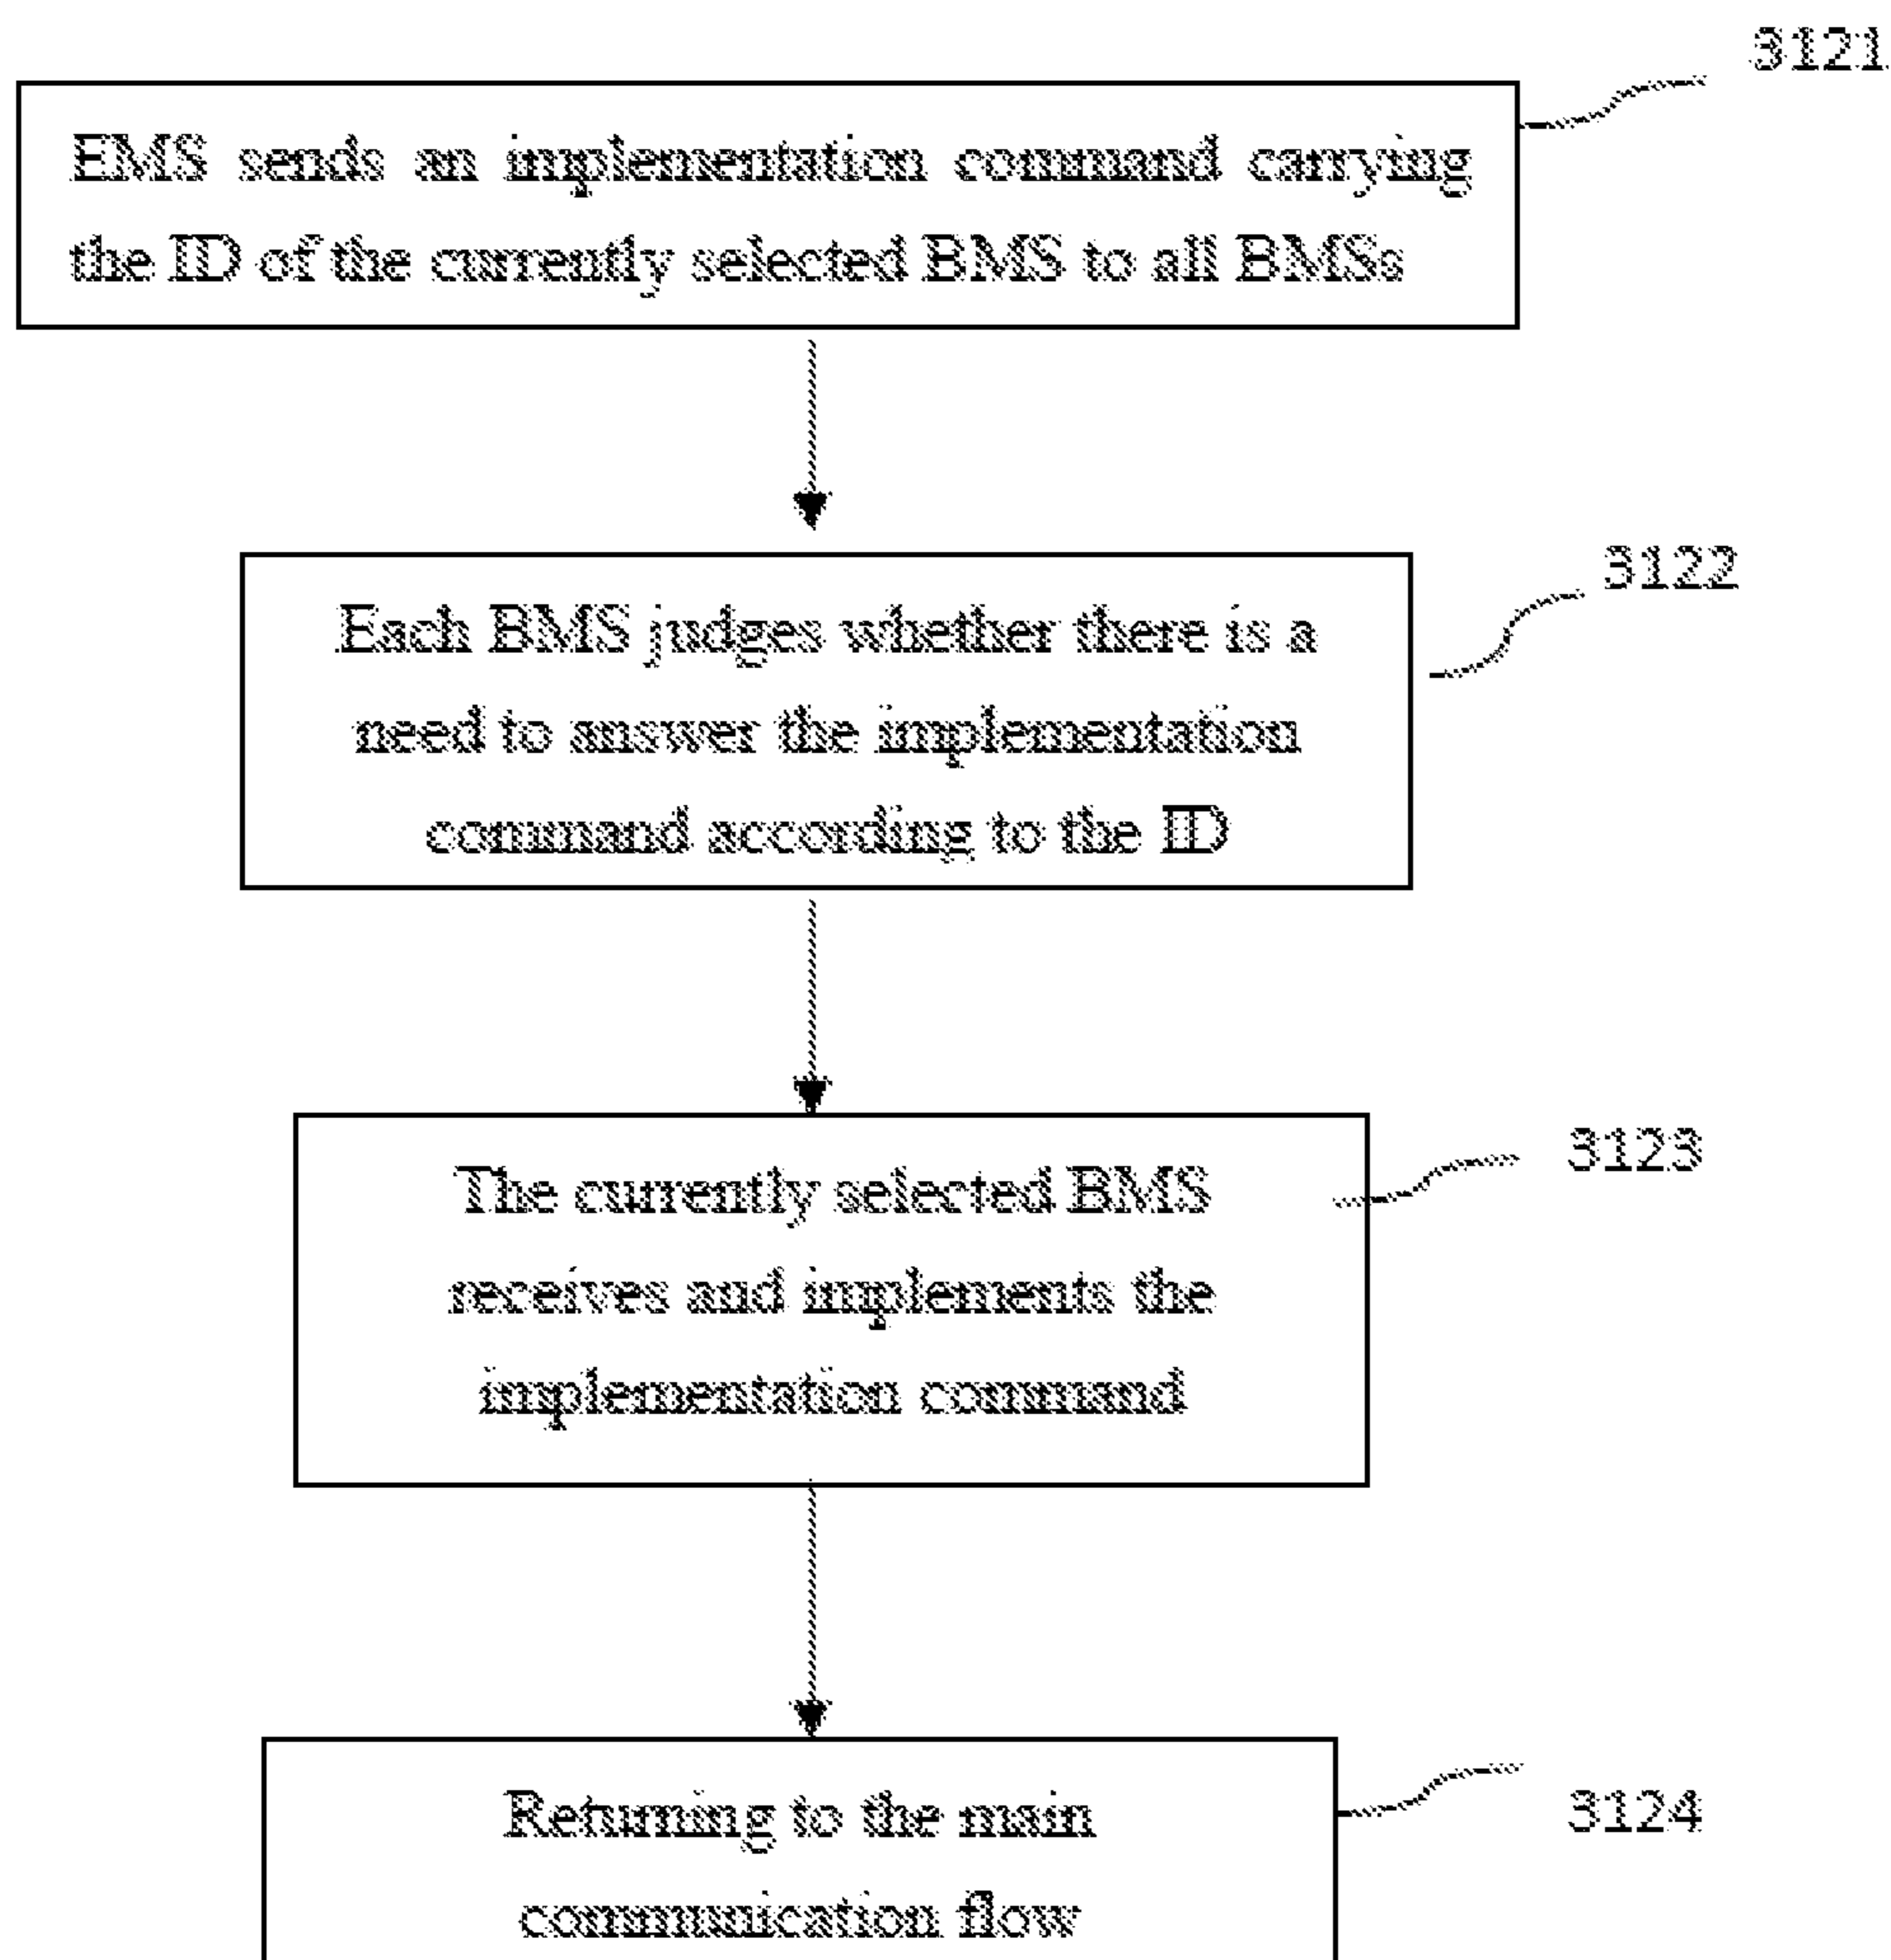 3121
EMS sends an implementation command carrying
the ID of the currently selected BMS to all BMSs
3122
Each BMS judges whether there is a
need to answer the implementation
command according to the ID
3123
The currently selected BMS
receives and implements the
implementation command
3124
Returning to the main
communication flow